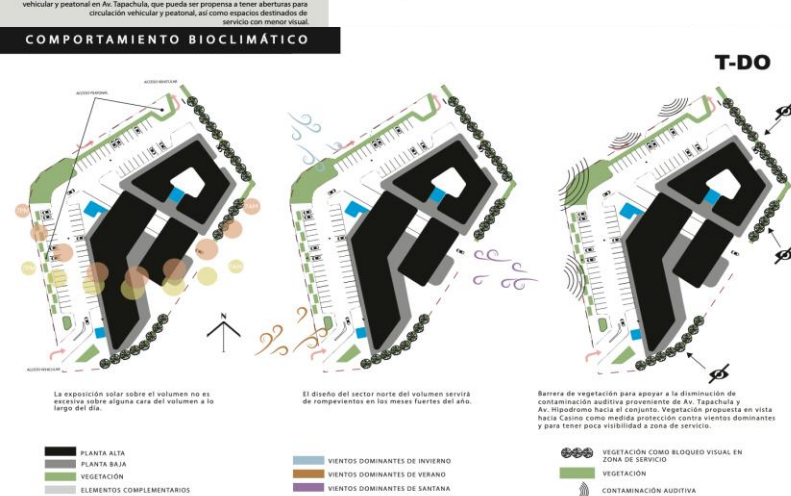 vehicular y peatonal en Av. Tapachula, que pueda ser propensa a tener aberturas para
circulación vehicular y peatonal, así como espacios destinados de
servicio con menor visual.
COMPORTAMIENTO BIOCLIMÁTICO
T-DO
ACCESO VEHICULAR
ACCESO PEATONAL
N
ACCESO VEHICULAR
La exposición solar sobre el volumen no es
excesiva sobre alguna cara del volumen a lo
largo del día.
El diseño del sector norte del volumen servirá
de rompevientos en los meses fuertes del año.
Barrera de vegetación para apoyar a la disminución de
contaminación auditiva proveniente de Av. Tapachula y
Av. Hipodromo hacia el conjunto. Vegetación propuesta en vista
hacia Casino como medida protección contra vientos dominantes
y para tener poca visibilidad a zona de servicio.
PLANTA ALTA
PLANTA BAJA
VEGETACIÓN
ELEMENTOS COMPLEMENTARIOS
VIENTOS DOMINANTES DE INVIERNO
VIENTOS DOMINANTES DE VERANO
VIENTOS DOMINANTES DE SANTANA
VEGETACIÓN COMO BLOQUEO VISUAL EN
ZONA DE SERVICIO
VEGETACIÓN
CONTAMINACIÓN AUDITIVA